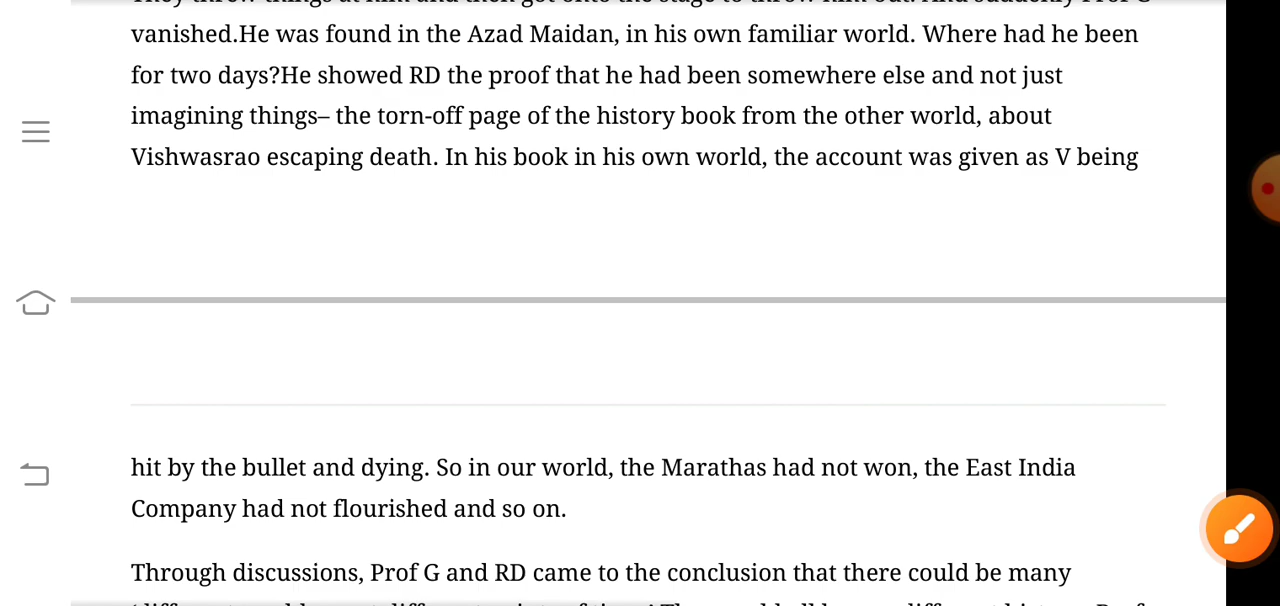 vanished.He was found in the Azad Maidan, in his own familiar world. Where had he been
for two days?He showed RD the proof that he had been somewhere else and not just
imagining things– the torn-off page of the history book from the other world, about
Vishwasrao escaping death. In his book in his own world, the account was given as V being
hit by the bullet and dying. So in our world, the Marathas had not won, the East India
Company had not flourished and so on.
Through discussions, Prof G and RD came to the conclusion that there could be many